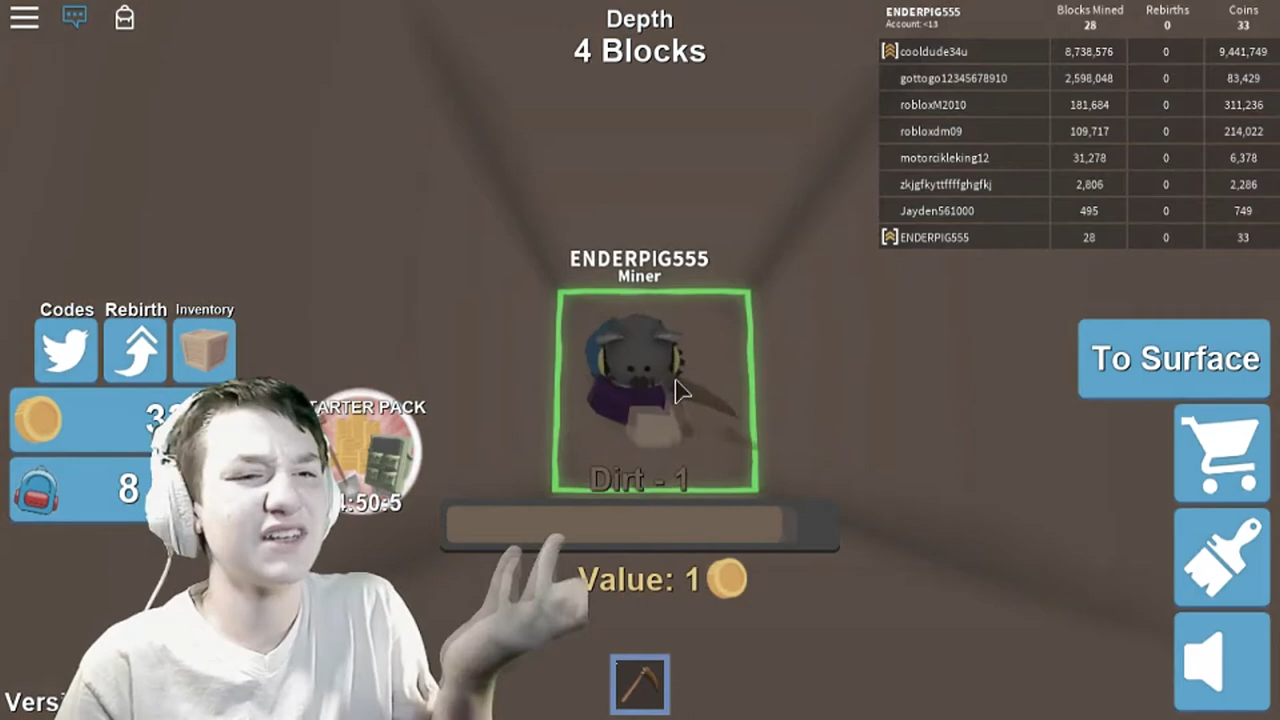 Depth
4 Blocks
ENDERPIG555
Account: <13
Blocks Mined
28
Rebirths
0
Coins
33
cooldude34u 8,738,576 0 9,441,749
gottogo12345678910 2,598,048 0 83,429
robloxM2010 181,684 0 311,236
robloxdm09 109,717 0 214,022
motorcikleking12 31,278 0 6,378
zkjgfkyttffffghgfkj 2,806 0 2,286
Jayden561000 495 0 749
ENDERPIG555 28 0 33
ENDERPIG555
Miner
Codes Rebirth Inventory
8
TARTER PACK
To Surface
Dirt - 1
Value: 1
Versi